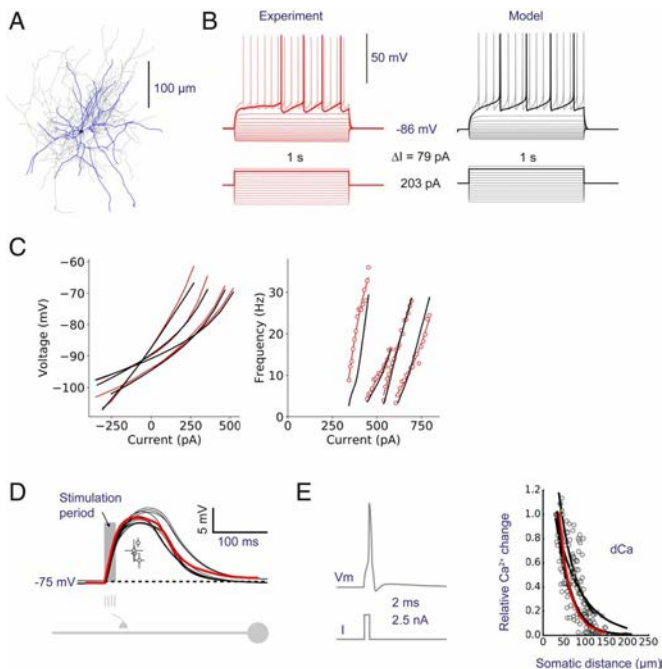 A
100 µm
B
Experiment
Model
50 mV
-86 mV
1 s
ΔI = 79 pA
1 s
203 pA
C
−60
−70
−80
−90
−100
Voltage (mV)
−250 0 250 500
Current (pA)
30
20
10
0
Frequency (Hz)
0 250 500 750
Current (pA)
D
Stimulation
period
5 mV
100 ms
-75 mV
E
Vm
2 ms
2.5 nA
I
1.2
1.0
0.8
0.6
0.4
0.2
0.0
Relative Ca²⁺ change
dCa
0 50 100 150 200 250
Somatic distance (µm)